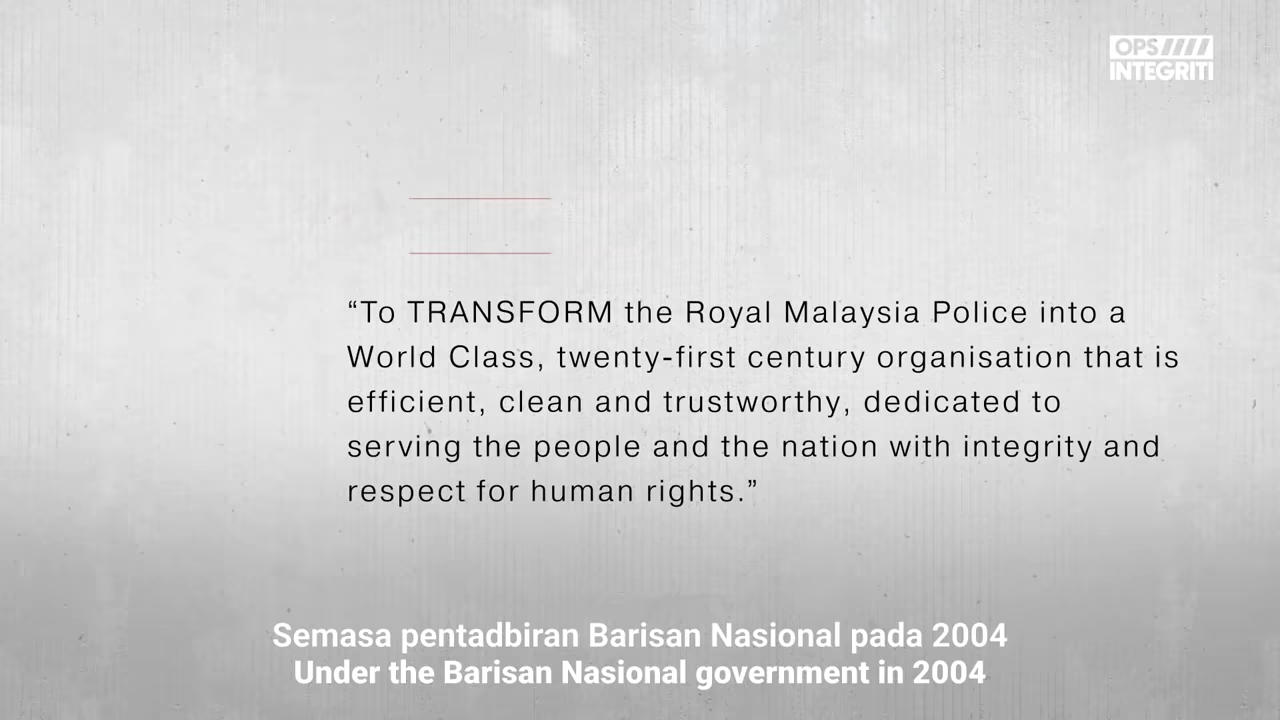 OPS
INTEGRITI
“To TRANSFORM the Royal Malaysia Police into a
World Class, twenty-first century organisation that is
efficient, clean and trustworthy, dedicated to
serving the people and the nation with integrity and
respect for human rights.”
Semasa pentadbiran Barisan Nasional pada 2004
Under the Barisan Nasional government in 2004